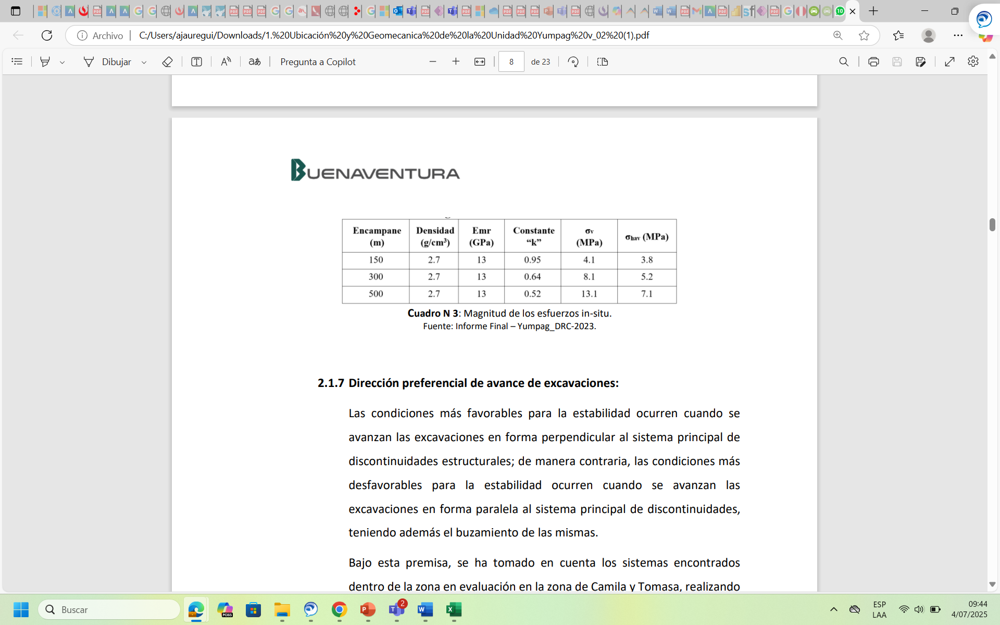 Archivo
C:/Users/ajauregui/Downloads/1.%20Ubicación%20y%20Geomecanica%20de%20la%20Unidad%20Yumpag%20v_02%20(1).pdf
Dibujar
Pregunta a Copilot
8 de 23
BUENAVENTURA
Encampane (m) Densidad (g/cm³) Emr (GPa) Constante “k” σv (MPa) σhav (MPa)
150 2.7 13 0.95 4.1 3.8
300 2.7 13 0.64 8.1 5.2
500 2.7 13 0.52 13.1 7.1
Cuadro N 3: Magnitud de los esfuerzos in-situ.
Fuente: Informe Final – Yumpag_DRC-2023.
2.1.7 Dirección preferencial de avance de excavaciones:
Las condiciones más favorables para la estabilidad ocurren cuando se
avanzan las excavaciones en forma perpendicular al sistema principal de
discontinuidades estructurales; de manera contraria, las condiciones más
desfavorables para la estabilidad ocurren cuando se avanzan las
excavaciones en forma paralela al sistema principal de discontinuidades,
teniendo además el buzamiento de las mismas.
Bajo esta premisa, se ha tomado en cuenta los sistemas encontrados
dentro de la zona en evaluación en la zona de Camila y Tomasa, realizando
Buscar
2
ESP
LAA
09:44
4/07/2025